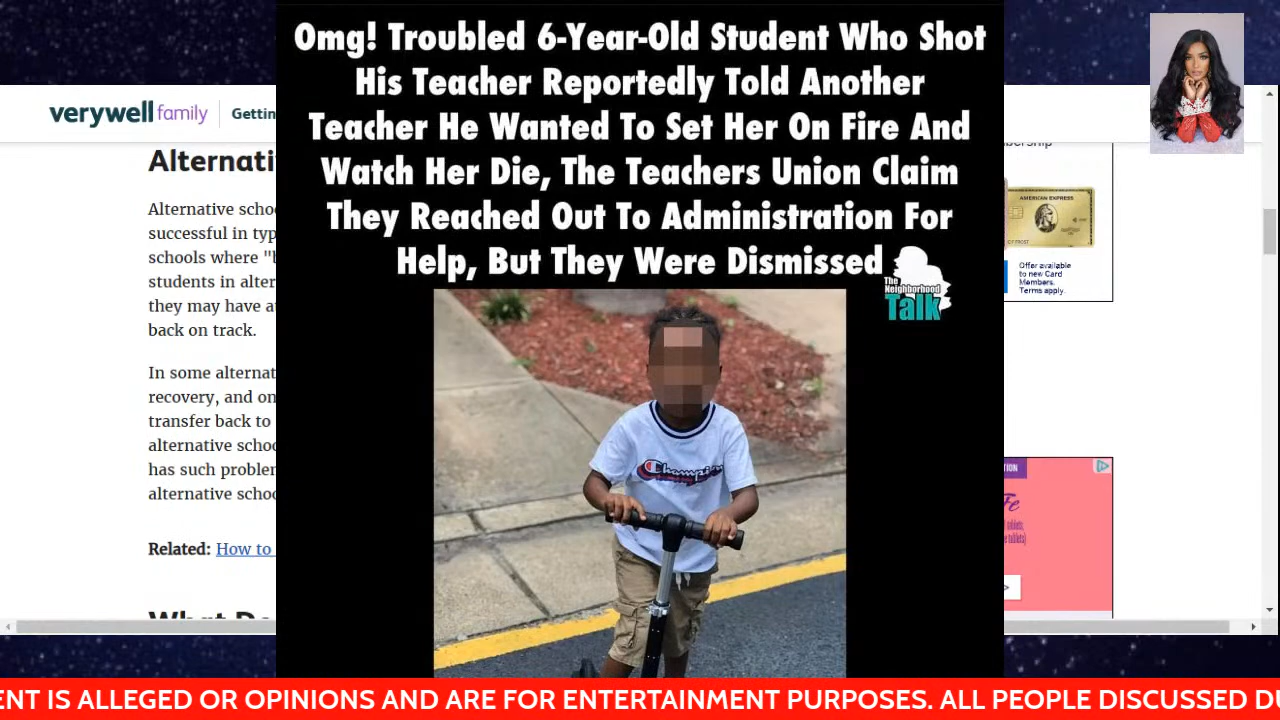 Omg! Troubled 6-Year-Old Student Who Shot
His Teacher Reportedly Told Another
Teacher He Wanted To Set Her On Fire And
Watch Her Die, The Teachers Union Claim
They Reached Out To Administration For
Help, But They Were Dismissed
The
Neighborhood
Talk
verywell family
Gettin
Alternati
Alternative schoo
successful in typ
schools where "b
students in alter
they may have at
back on track.
In some alternat
recovery, and on
transfer back to
alternative schoo
has such problem
alternative schoo
Related: How to
What Do
AMERICAN EXPRESS
Offer available
to new Card
Members.
Terms apply.
Champion
ENT IS ALLEGED OR OPINIONS AND ARE FOR ENTERTAINMENT PURPOSES. ALL PEOPLE DISCUSSED DU